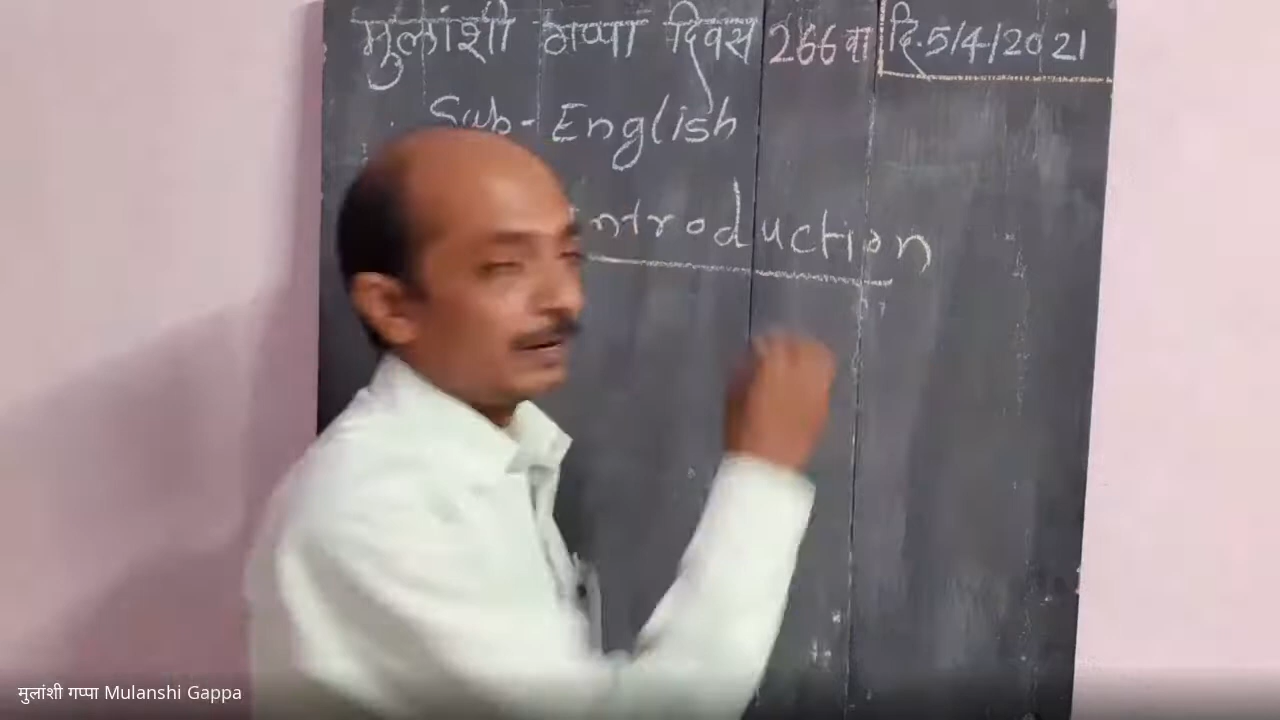 मुलांशी गप्पा दिवस 266 वा दि. 5/4/2021
Sub - English
Introduction
मुलांशी गप्पा Mulanshi Gappa